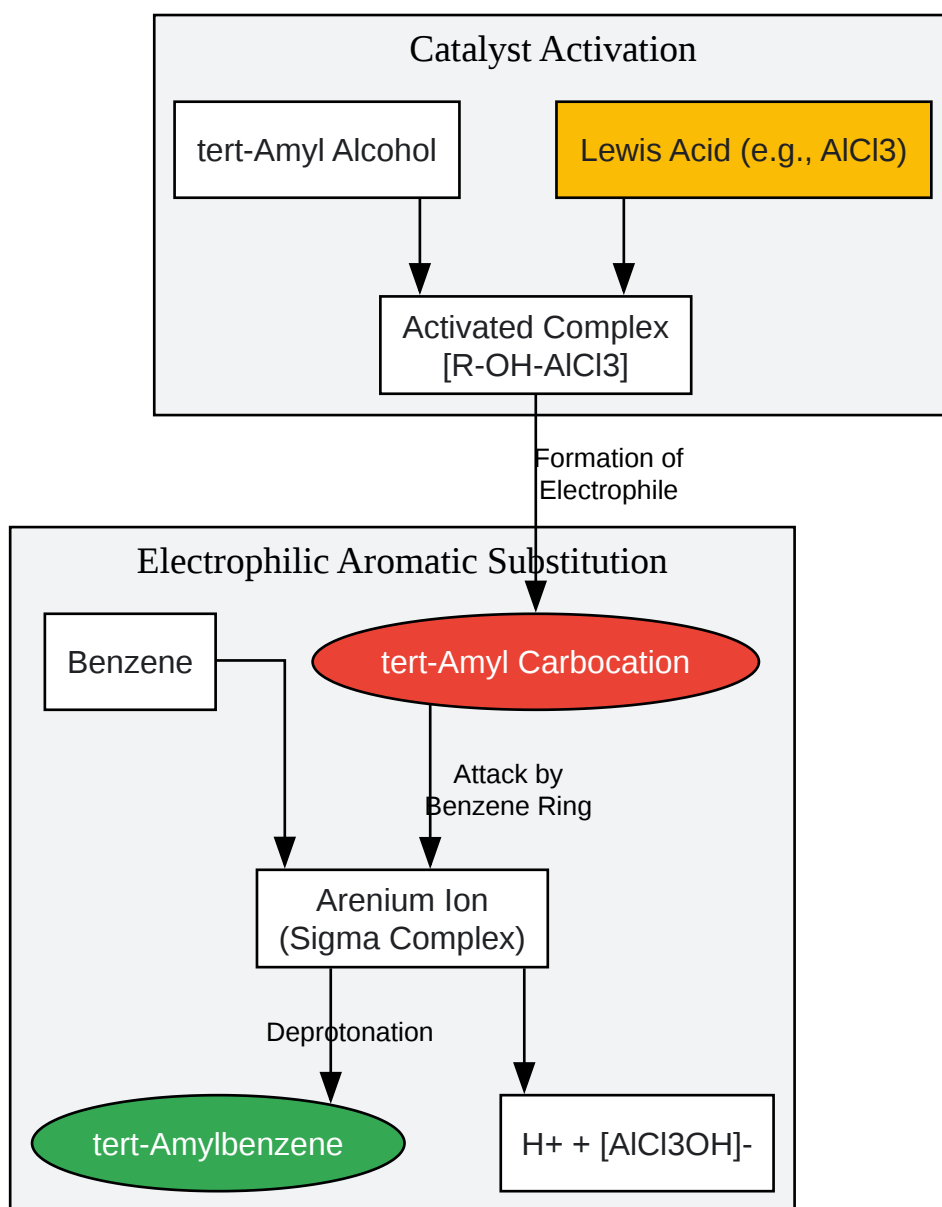 Catalyst Activation
tert-Amyl Alcohol
Lewis Acid (e.g., AlCl3)
Activated Complex
[R-OH-AlCl3]
Formation of
Electrophile
Electrophilic Aromatic Substitution
Benzene
tert-Amyl Carbocation
Attack by
Benzene Ring
Arenium Ion
(Sigma Complex)
Deprotonation
tert-Amylbenzene
H+ + [AlCl3OH]-